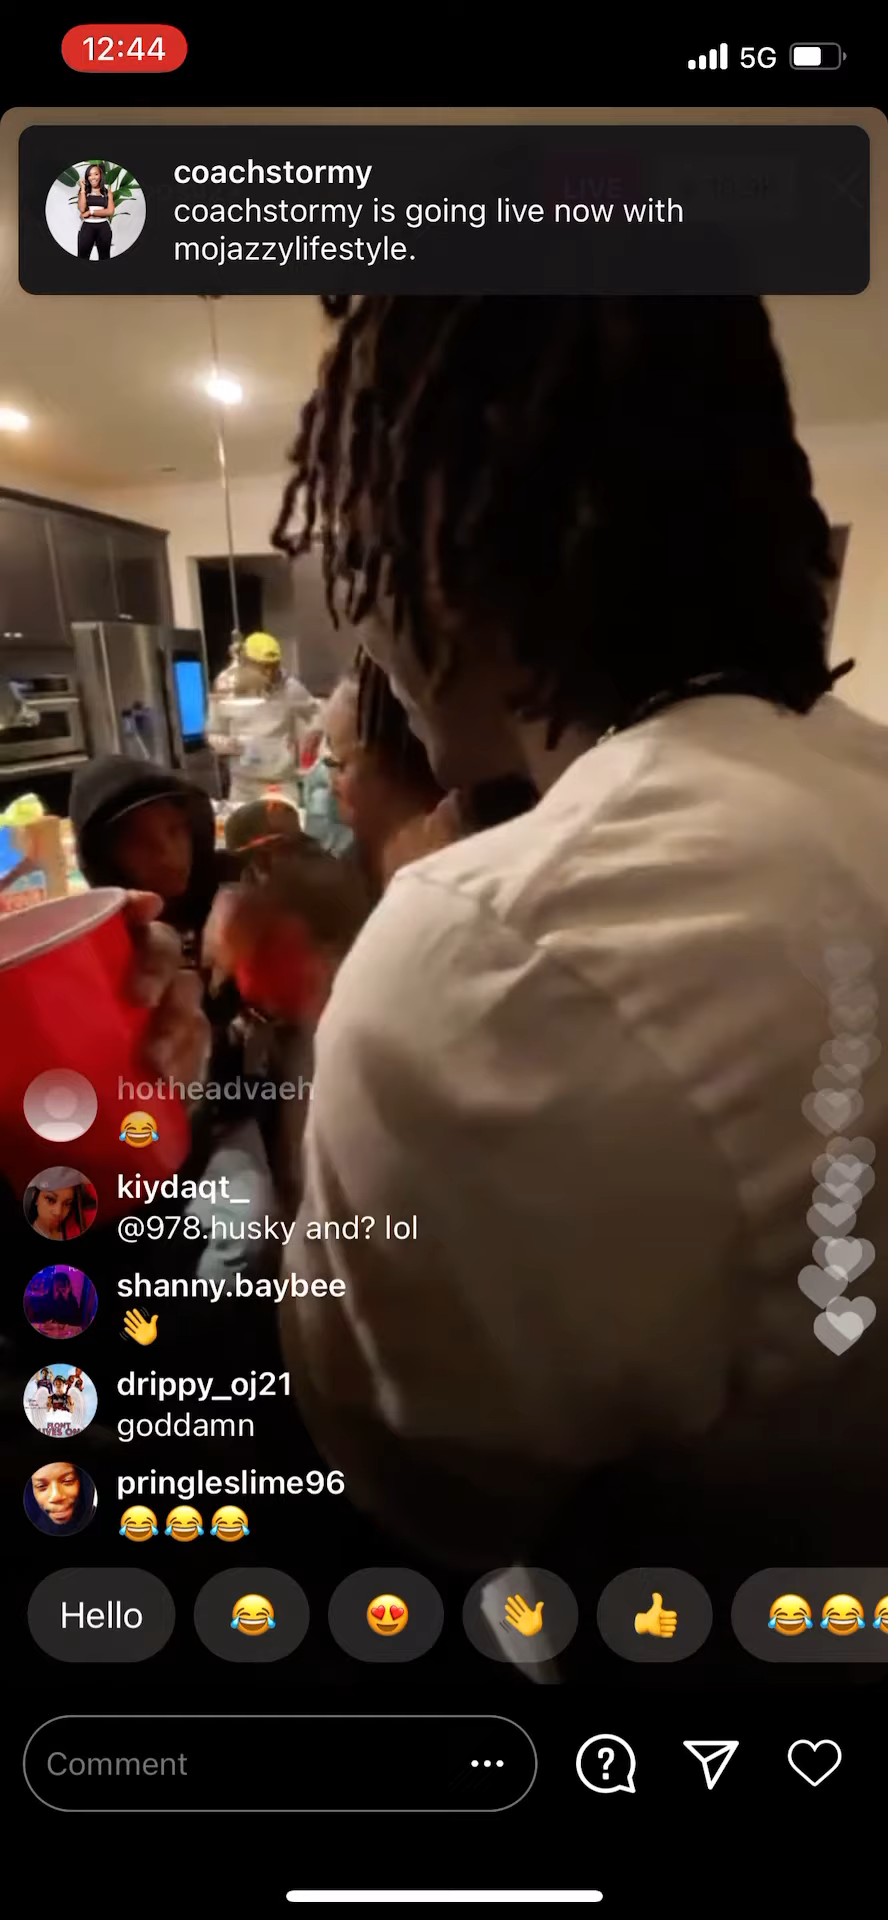 12:44
5G
coachstormy
coachstormy is going live now with
mojazzylifestyle.
LIVE
hotheadvaeh
😂
kiydaqt_
@978.husky and? lol
shanny.baybee
👋
drippy_oj21
goddamn
pringleslime96
😂😂😂
Hello 😂 😍 👋 👍 😂😂
Comment